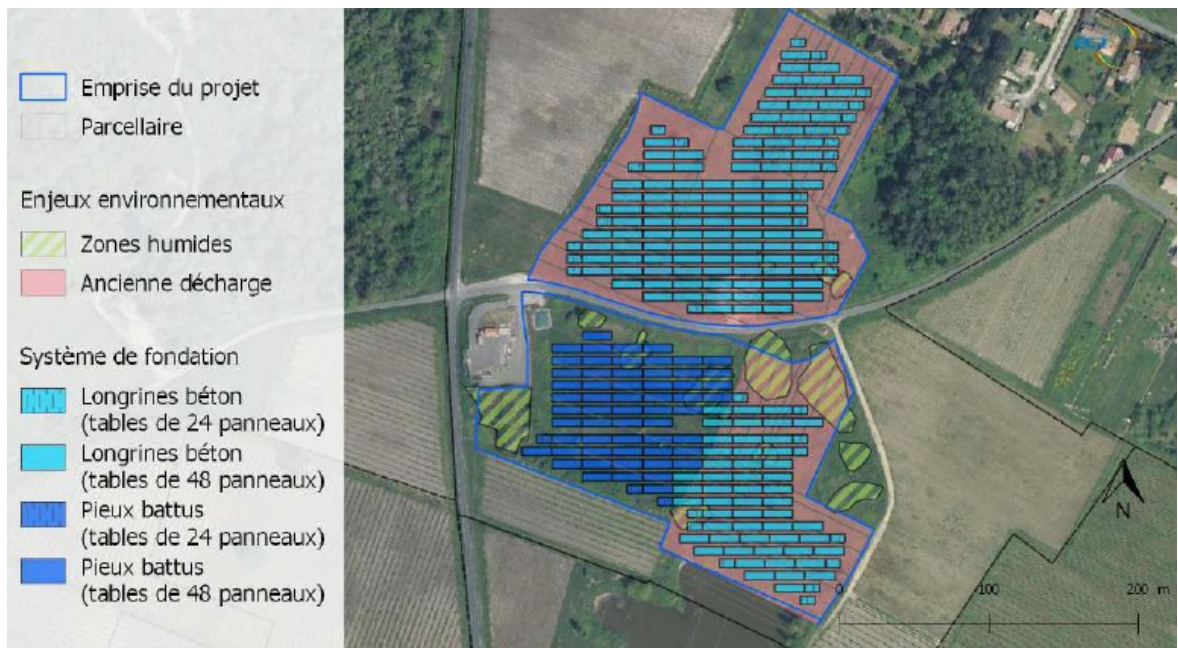 Emprise du projet
Parcellaire
Enjeux environnementaux
Zones humides
Ancienne décharge
Système de fondation
Longrines béton
(tables de 24 panneaux)
Longrines béton
(tables de 48 panneaux)
Pieux battus
(tables de 24 panneaux)
Pieux battus
(tables de 48 panneaux)
N
0 100 200 m